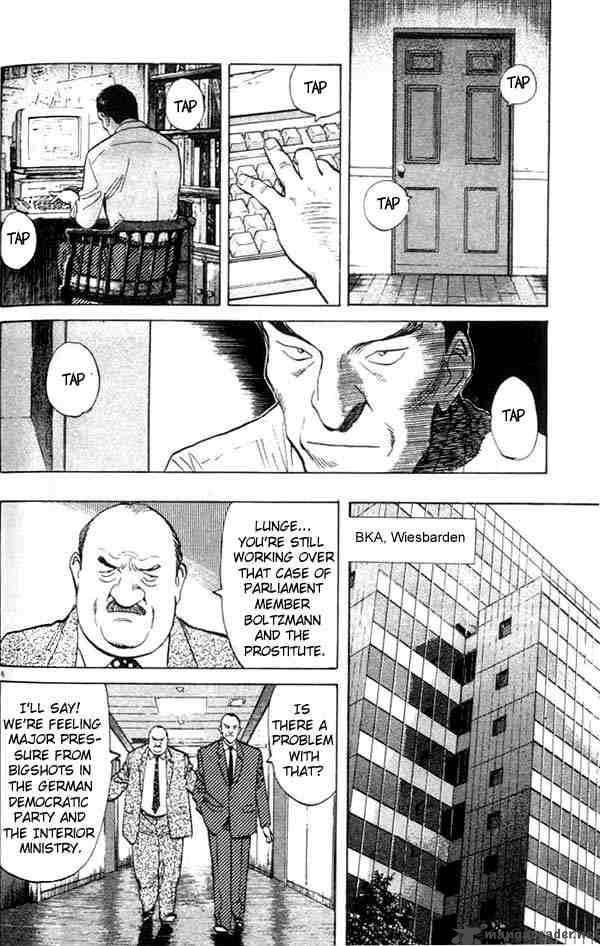 TAP
TAP
TAP
TAP
TAP
TAP
TAP
BKA, Wiesbarden
LUNGE...
YOU'RE STILL
WORKING OVER
THAT CASE OF
PARLIAMENT
MEMBER
BOLTZMANN
AND THE
PROSTITUTE.
IS
THERE A
PROBLEM
WITH
THAT?
I'LL SAY!
WE'RE FEELING
MAJOR PRES-
SURE FROM
BIGSHOTS IN
THE GERMAN
DEMOCRATIC
PARTY AND
THE INTERIOR
MINISTRY.